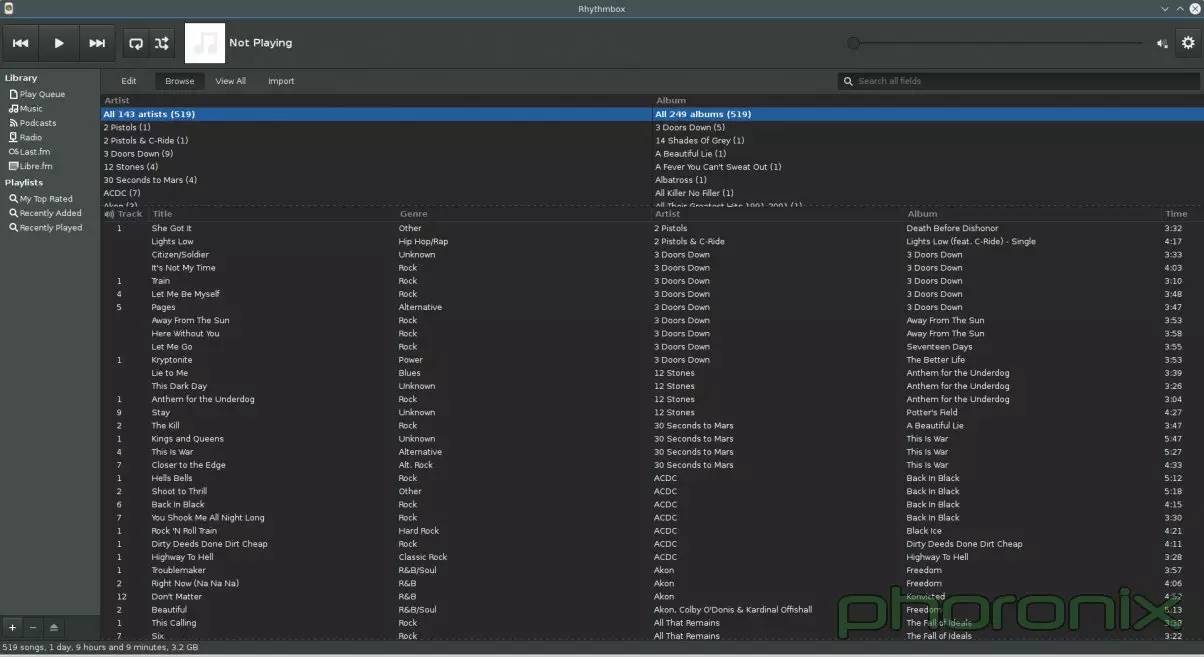 Rhythmbox
Not Playing
Library
Play Queue
Music
Podcasts
Radio
Last.fm
Libre.fm
Playlists
My Top Rated
Recently Added
Recently Played
Edit Browse View All Import Search all fields
Artist Album
All 143 artists (519) All 249 albums (519)
2 Pistols (1) 3 Doors Down (5)
2 Pistols & C-Ride (1) 14 Shades Of Grey (1)
3 Doors Down (9) A Beautiful Lie (1)
12 Stones (4) A Fever You Can't Sweat Out (1)
30 Seconds to Mars (4) Albatross (1)
ACDC (7) All Killer No Filler (1)
Akon (3) All Their Greatest Hits 1991-2001 (1)
Track Title Genre Artist Album Time
1 She Got It Other 2 Pistols Death Before Dishonor 3:32
Lights Low Hip Hop/Rap 2 Pistols & C-Ride Lights Low (feat. C-Ride) - Single 4:17
Citizen/Soldier Unknown 3 Doors Down 3 Doors Down 3:33
It's Not My Time Rock 3 Doors Down 3 Doors Down 4:03
1 Train Rock 3 Doors Down 3 Doors Down 3:10
4 Let Me Be Myself Rock 3 Doors Down 3 Doors Down 3:48
5 Pages Alternative 3 Doors Down 3 Doors Down 3:47
Away From The Sun Rock 3 Doors Down Away From The Sun 3:53
Here Without You Rock 3 Doors Down Away From The Sun 3:58
Let Me Go Rock 3 Doors Down Seventeen Days 3:55
1 Kryptonite Power 3 Doors Down The Better Life 3:53
Lie to Me Blues 12 Stones Anthem for the Underdog 3:39
This Dark Day Unknown 12 Stones Anthem for the Underdog 3:26
1 Anthem for the Underdog Rock 12 Stones Anthem for the Underdog 3:04
9 Stay Unknown 12 Stones Potter's Field 4:27
2 The Kill Rock 30 Seconds to Mars A Beautiful Lie 3:47
1 Kings and Queens Unknown 30 Seconds to Mars This Is War 5:47
4 This Is War Alternative 30 Seconds to Mars This Is War 5:27
7 Closer to the Edge Alt. Rock 30 Seconds to Mars This Is War 4:33
1 Hells Bells Rock ACDC Back In Black 5:12
2 Shoot to Thrill Other ACDC Back In Black 5:18
6 Back In Black Rock ACDC Back In Black 4:15
7 You Shook Me All Night Long Rock ACDC Back In Black 3:30
1 Rock 'N Roll Train Hard Rock ACDC Black Ice 4:21
1 Dirty Deeds Done Dirt Cheap Rock ACDC Dirty Deeds Done Dirt Cheap 4:11
1 Highway To Hell Classic Rock ACDC Highway To Hell 3:28
1 Troublemaker R&B/Soul Akon Freedom 3:57
2 Right Now (Na Na Na) R&B Akon Freedom 4:06
12 Don't Matter R&B Akon Konvicted 4:52
2 Beautiful R&B/Soul Akon, Colby O'Donis & Kardinal Offishall Freedom 5:13
1 This Calling Rock All That Remains The Fall of Ideals
7 Six Rock All That Remains The Fall of Ideals 3:22
phoronix
519 songs, 1 day, 9 hours and 9 minutes, 3.2 GB